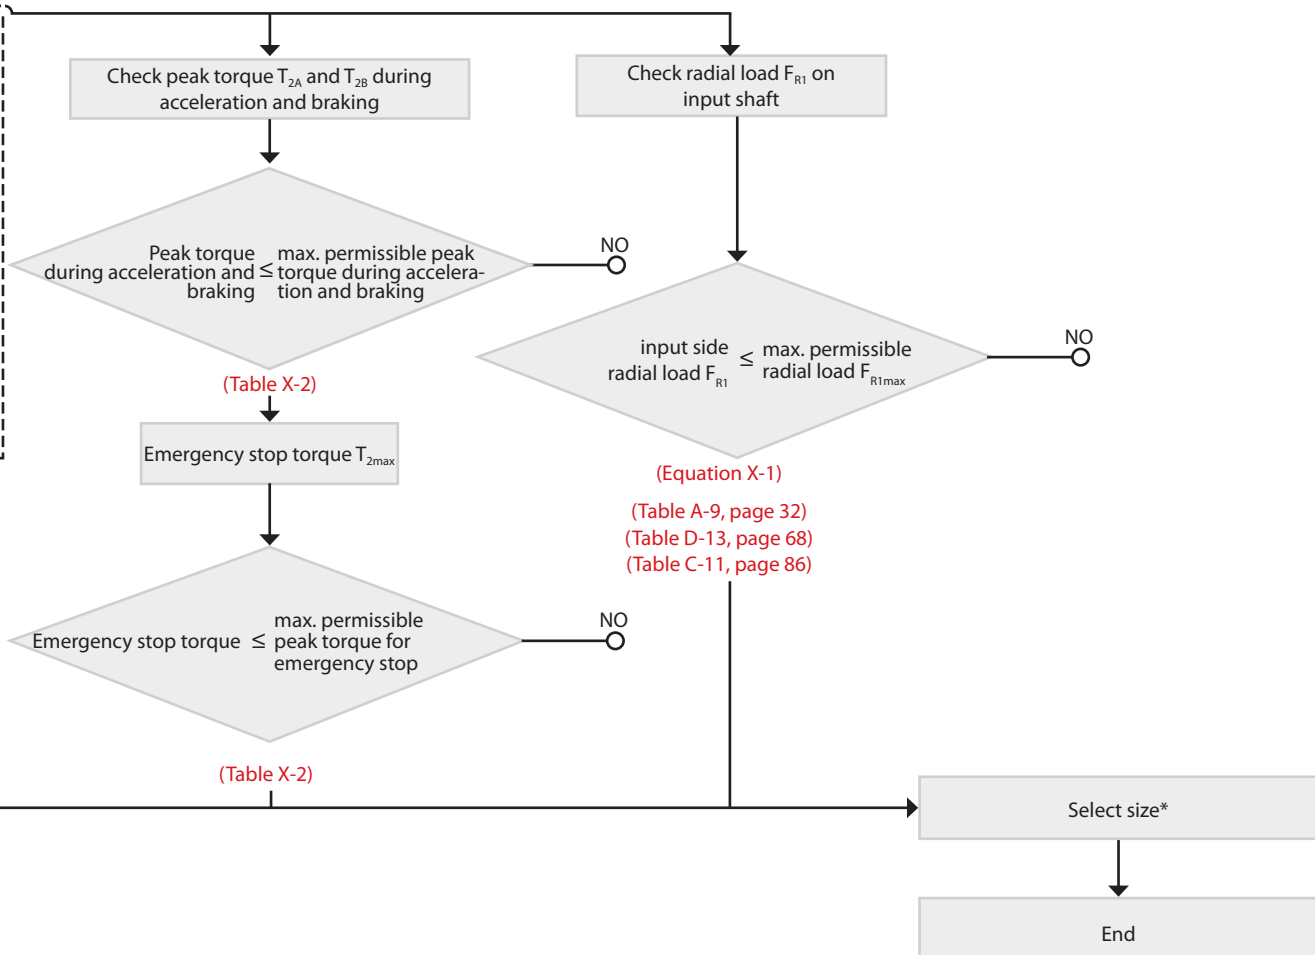 Check peak torque T2A and T2B during
acceleration and braking
Peak torque
during acceleration and
braking
≤
max. permissible peak
torque during accelera-
tion and braking
NO
(Table X-2)
Emergency stop torque T2max
Emergency stop torque
≤
max. permissible
peak torque for
emergency stop
NO
(Table X-2)
Check radial load FR1 on
input shaft
input side
radial load FR1
≤
max. permissible
radial load FR1max
NO
(Equation X-1)
(Table A-9, page 32)
(Table D-13, page 68)
(Table C-11, page 86)
Select size*
End